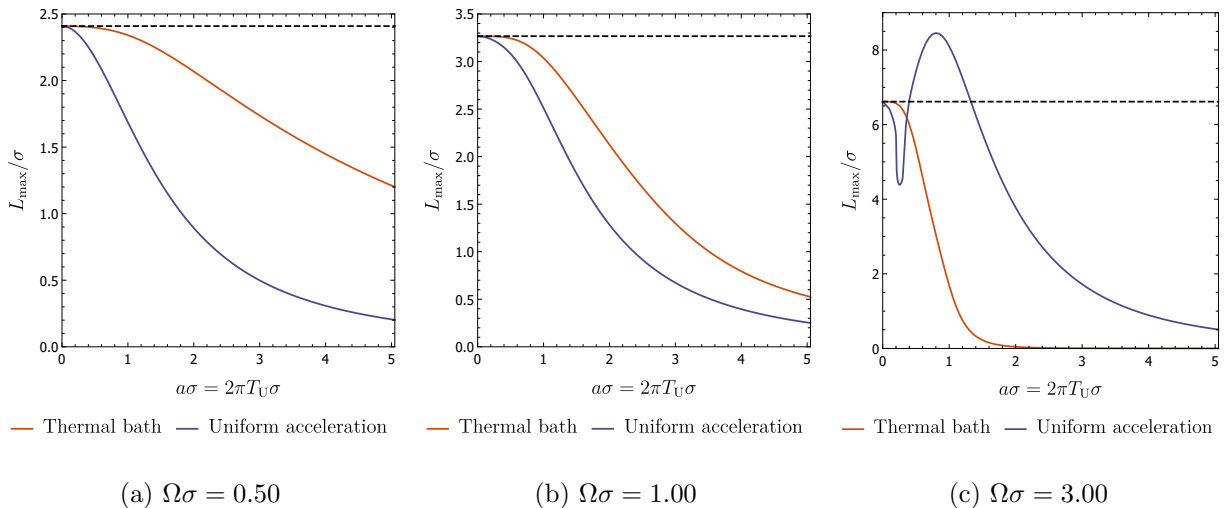 2.5
2.0
1.5
1.0
0.5
0.0
L_max/σ
0 1 2 3 4 5
aσ = 2πT_Uσ
— Thermal bath — Uniform acceleration
(a) Ωσ = 0.50
3.5
3.0
2.5
2.0
1.5
1.0
0.5
0.0
L_max/σ
0 1 2 3 4 5
aσ = 2πT_Uσ
— Thermal bath — Uniform acceleration
(b) Ωσ = 1.00
8
6
4
2
0
L_max/σ
0 1 2 3 4 5
aσ = 2πT_Uσ
— Thermal bath — Uniform acceleration
(c) Ωσ = 3.00